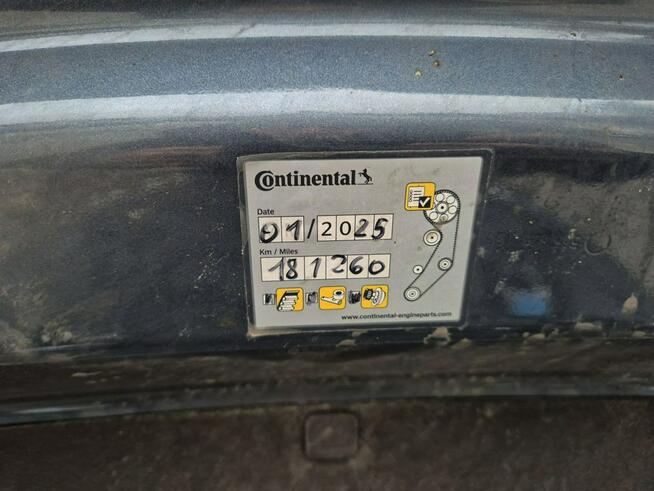 Continental
Date
01/2025
Km / Miles
181260
www.continental-engineparts.com